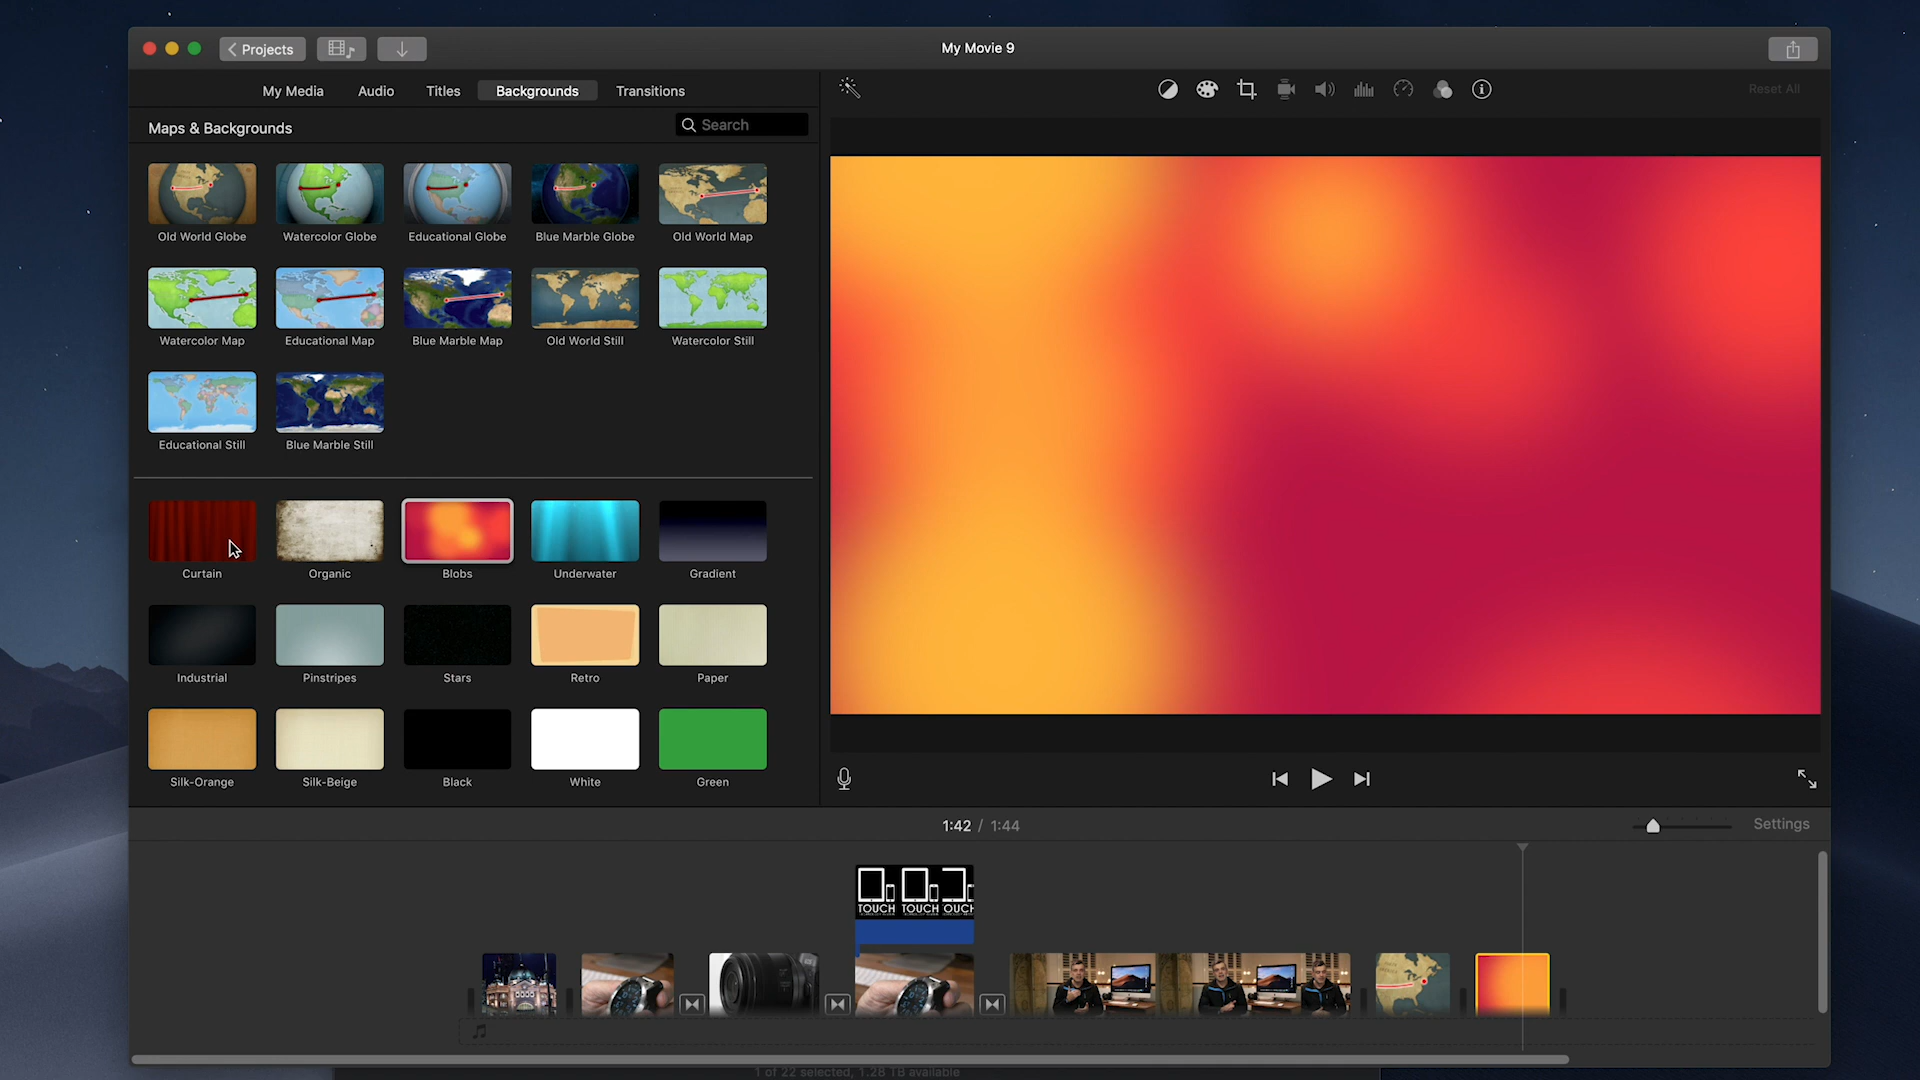 Projects
My Movie 9
My Media Audio Titles Backgrounds Transitions
Reset All
Maps & Backgrounds
Search
Old World Globe Watercolor Globe Educational Globe Blue Marble Globe Old World Map
Watercolor Map Educational Map Blue Marble Map Old World Still Watercolor Still
Educational Still Blue Marble Still
Curtain Organic Blobs Underwater Gradient
Industrial Pinstripes Stars Retro Paper
Silk-Orange Silk-Beige Black White Green
1:42 / 1:44
Settings
TOUCH TOUCH OUCH
1 of 22 selected, 1.28 TB available